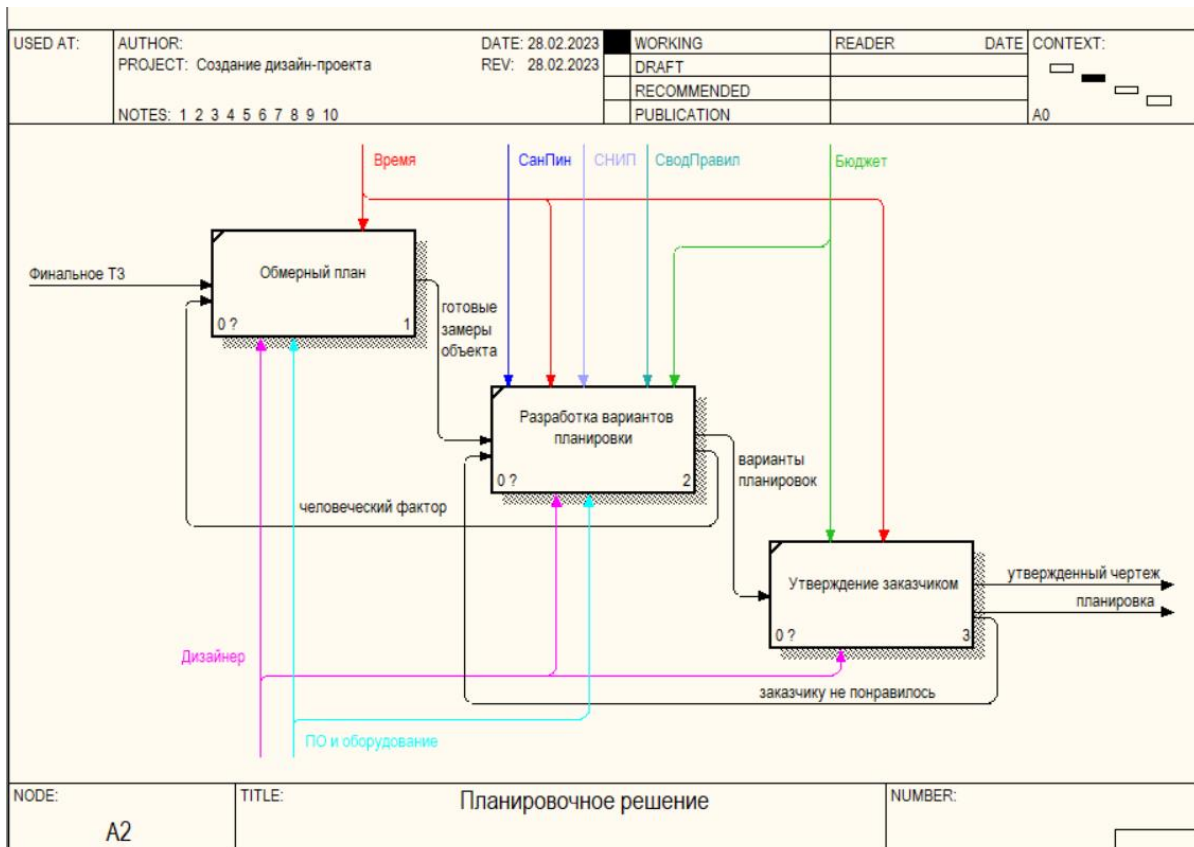 USED AT:
AUTHOR:
DATE: 28.02.2023
PROJECT: Создание дизайн-проекта
REV: 28.02.2023
NOTES: 1 2 3 4 5 6 7 8 9 10
WORKING
DRAFT
RECOMMENDED
PUBLICATION
READER
DATE
CONTEXT:
A0
Время
СанПин
СНИП
СводПравил
Бюджет
Финальное ТЗ
Обмерный план
0 ?
1
готовые
замеры
объекта
Разработка вариантов
планировки
0 ?
2
варианты
планировок
человеческий фактор
Утверждение заказчиком
0 ?
3
утвержденный чертеж
планировка
Дизайнер
заказчику не понравилось
ПО и оборудование
NODE:
A2
TITLE:
Планировочное решение
NUMBER: